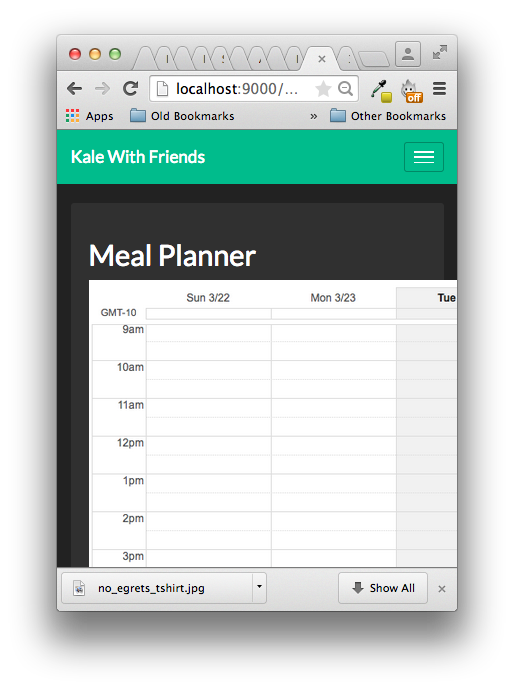 localhost:9000/...
Apps Old Bookmarks » Other Bookmarks
off
Kale With Friends
Meal Planner
Sun 3/22 Mon 3/23 Tue
GMT-10
9am
10am
11am
12pm
1pm
2pm
3pm
no_egrets_tshirt.jpg Show All